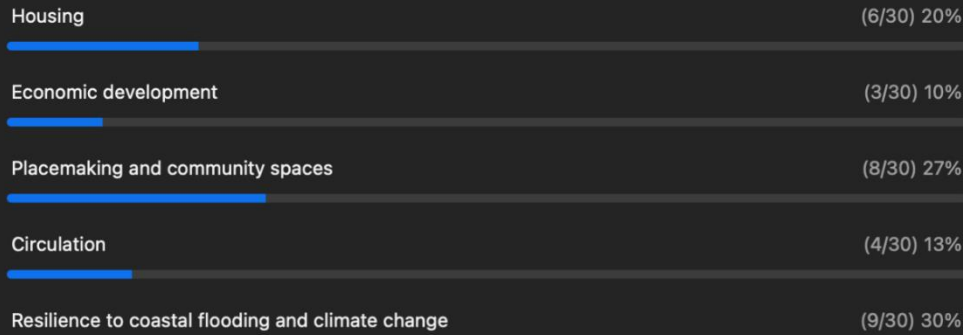 Housing (6/30) 20%
Economic development (3/30) 10%
Placemaking and community spaces (8/30) 27%
Circulation (4/30) 13%
Resilience to coastal flooding and climate change (9/30) 30%